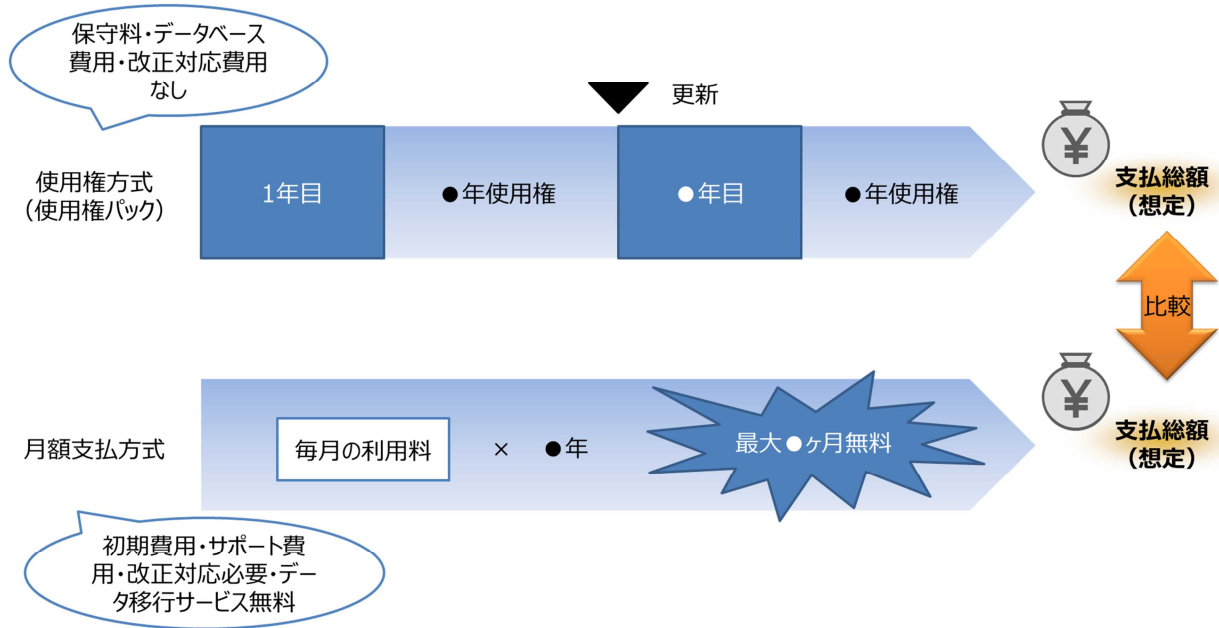 保守料・データベース
費用・改正対応費用
なし
更新
使用権方式
(使用権パック)
1年目
●年使用権
●年目
●年使用権
¥
支払総額
(想定)
比較
月額支払方式
毎月の利用料
×
●年
最大●ヶ月無料
¥
支払総額
(想定)
初期費用・サポート費
用・改正対応必要・デー
タ移行サービス無料